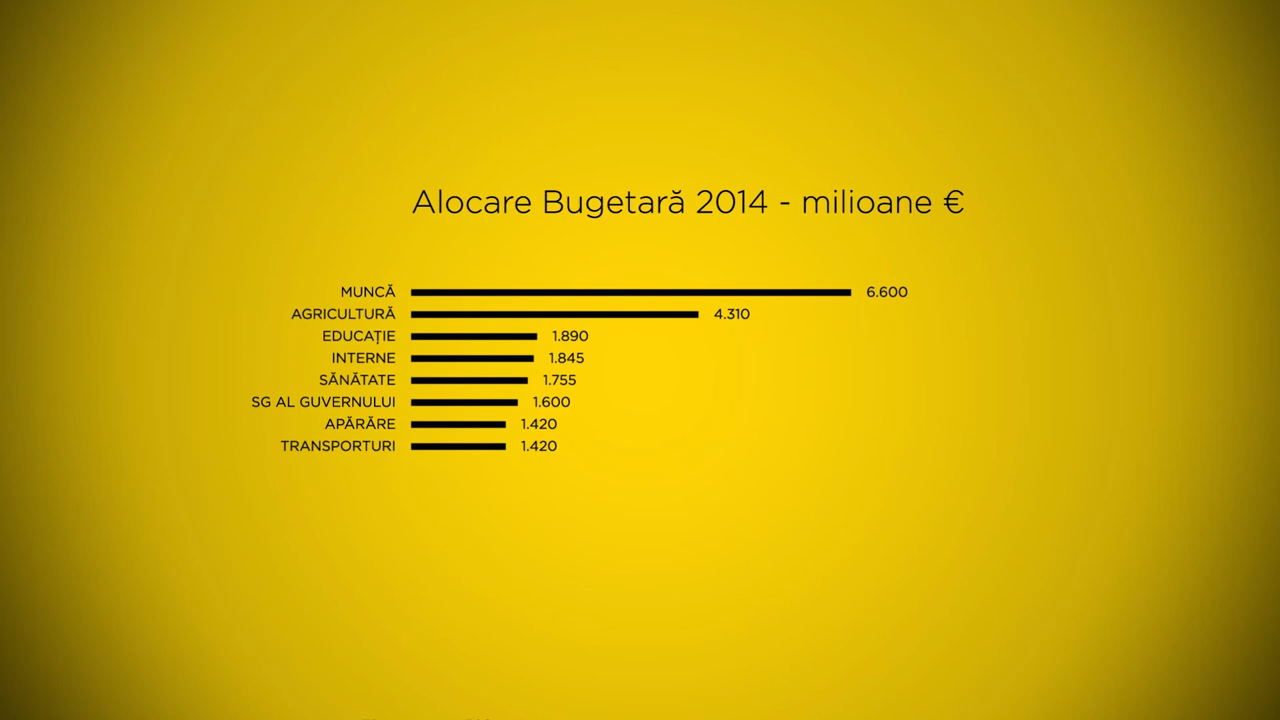 Alocare Bugetară 2014 - milioane €
MUNCĂ 6.600
AGRICULTURĂ 4.310
EDUCAȚIE 1.890
INTERNE 1.845
SĂNĂTATE 1.755
SG AL GUVERNULUI 1.600
APĂRĂRE 1.420
TRANSPORTURI 1.420